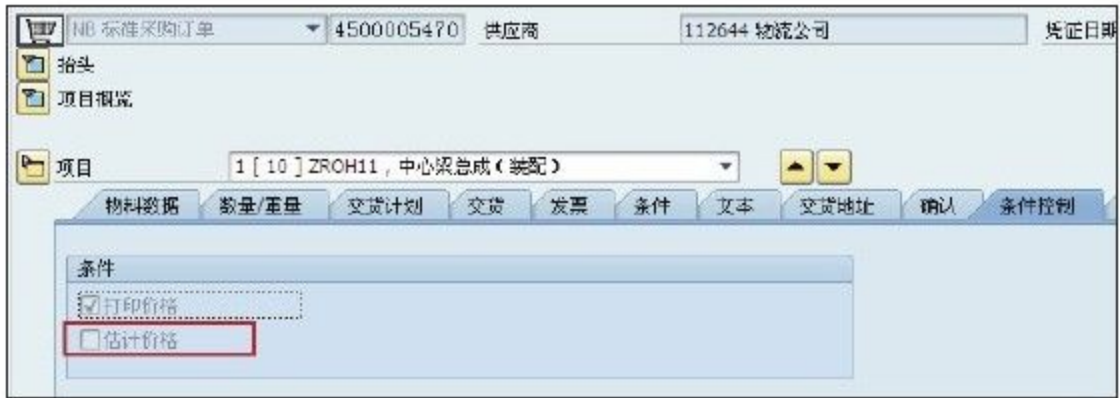 NB 标准采购订单 4500005470 供应商 112644 物流公司 凭证日期
抬头
项目概览
项目 1 [ 10 ] ZROH11 , 中心梁总成 ( 装配 )
物料数据 数量/重量 交货计划 交货 发票 条件 文本 交货地址 确认 条件控制
条件
打印价格
估计价格